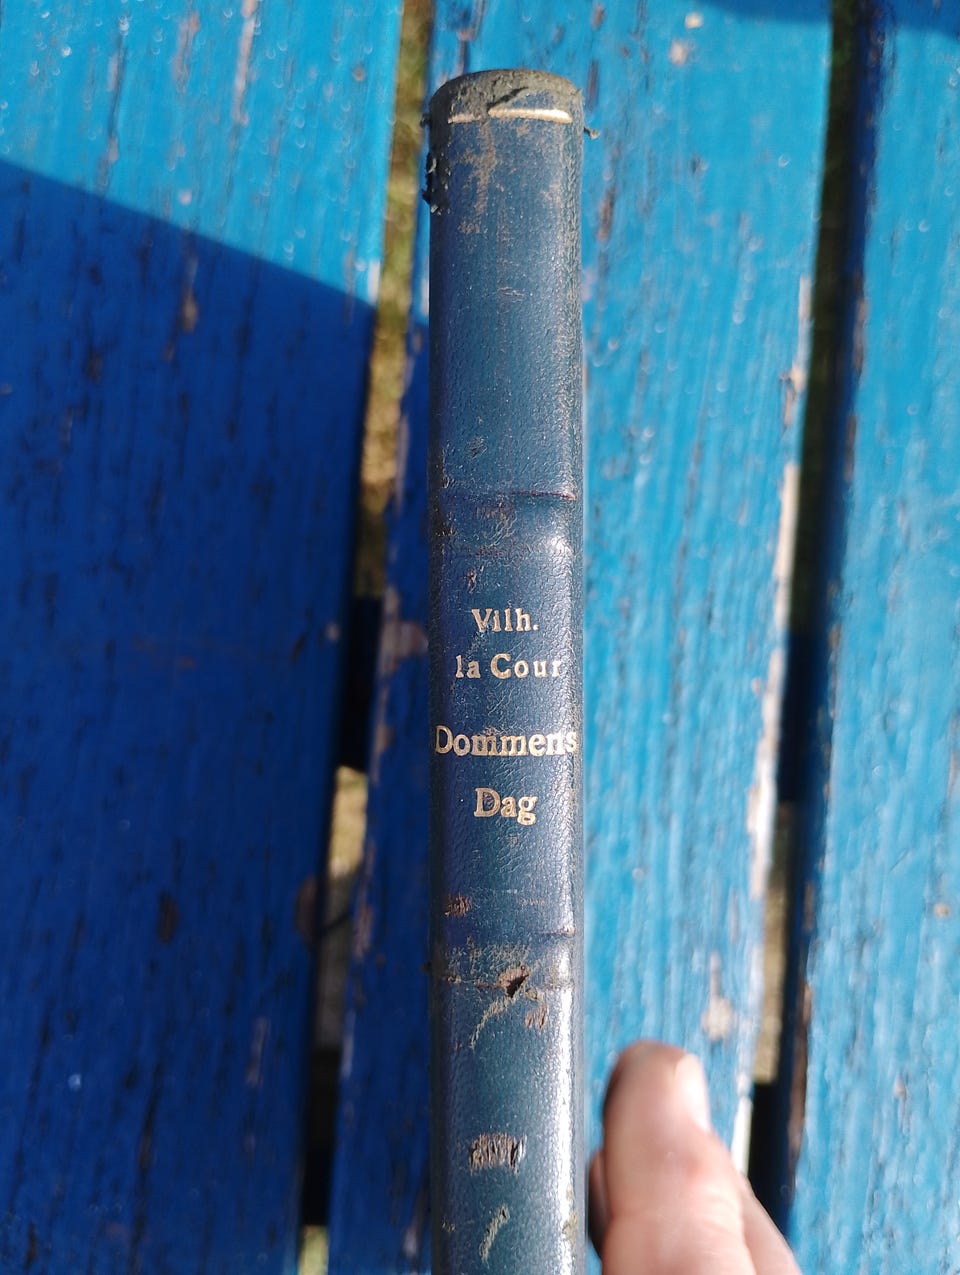 Vilh.
la Cour
Dommens
Dag